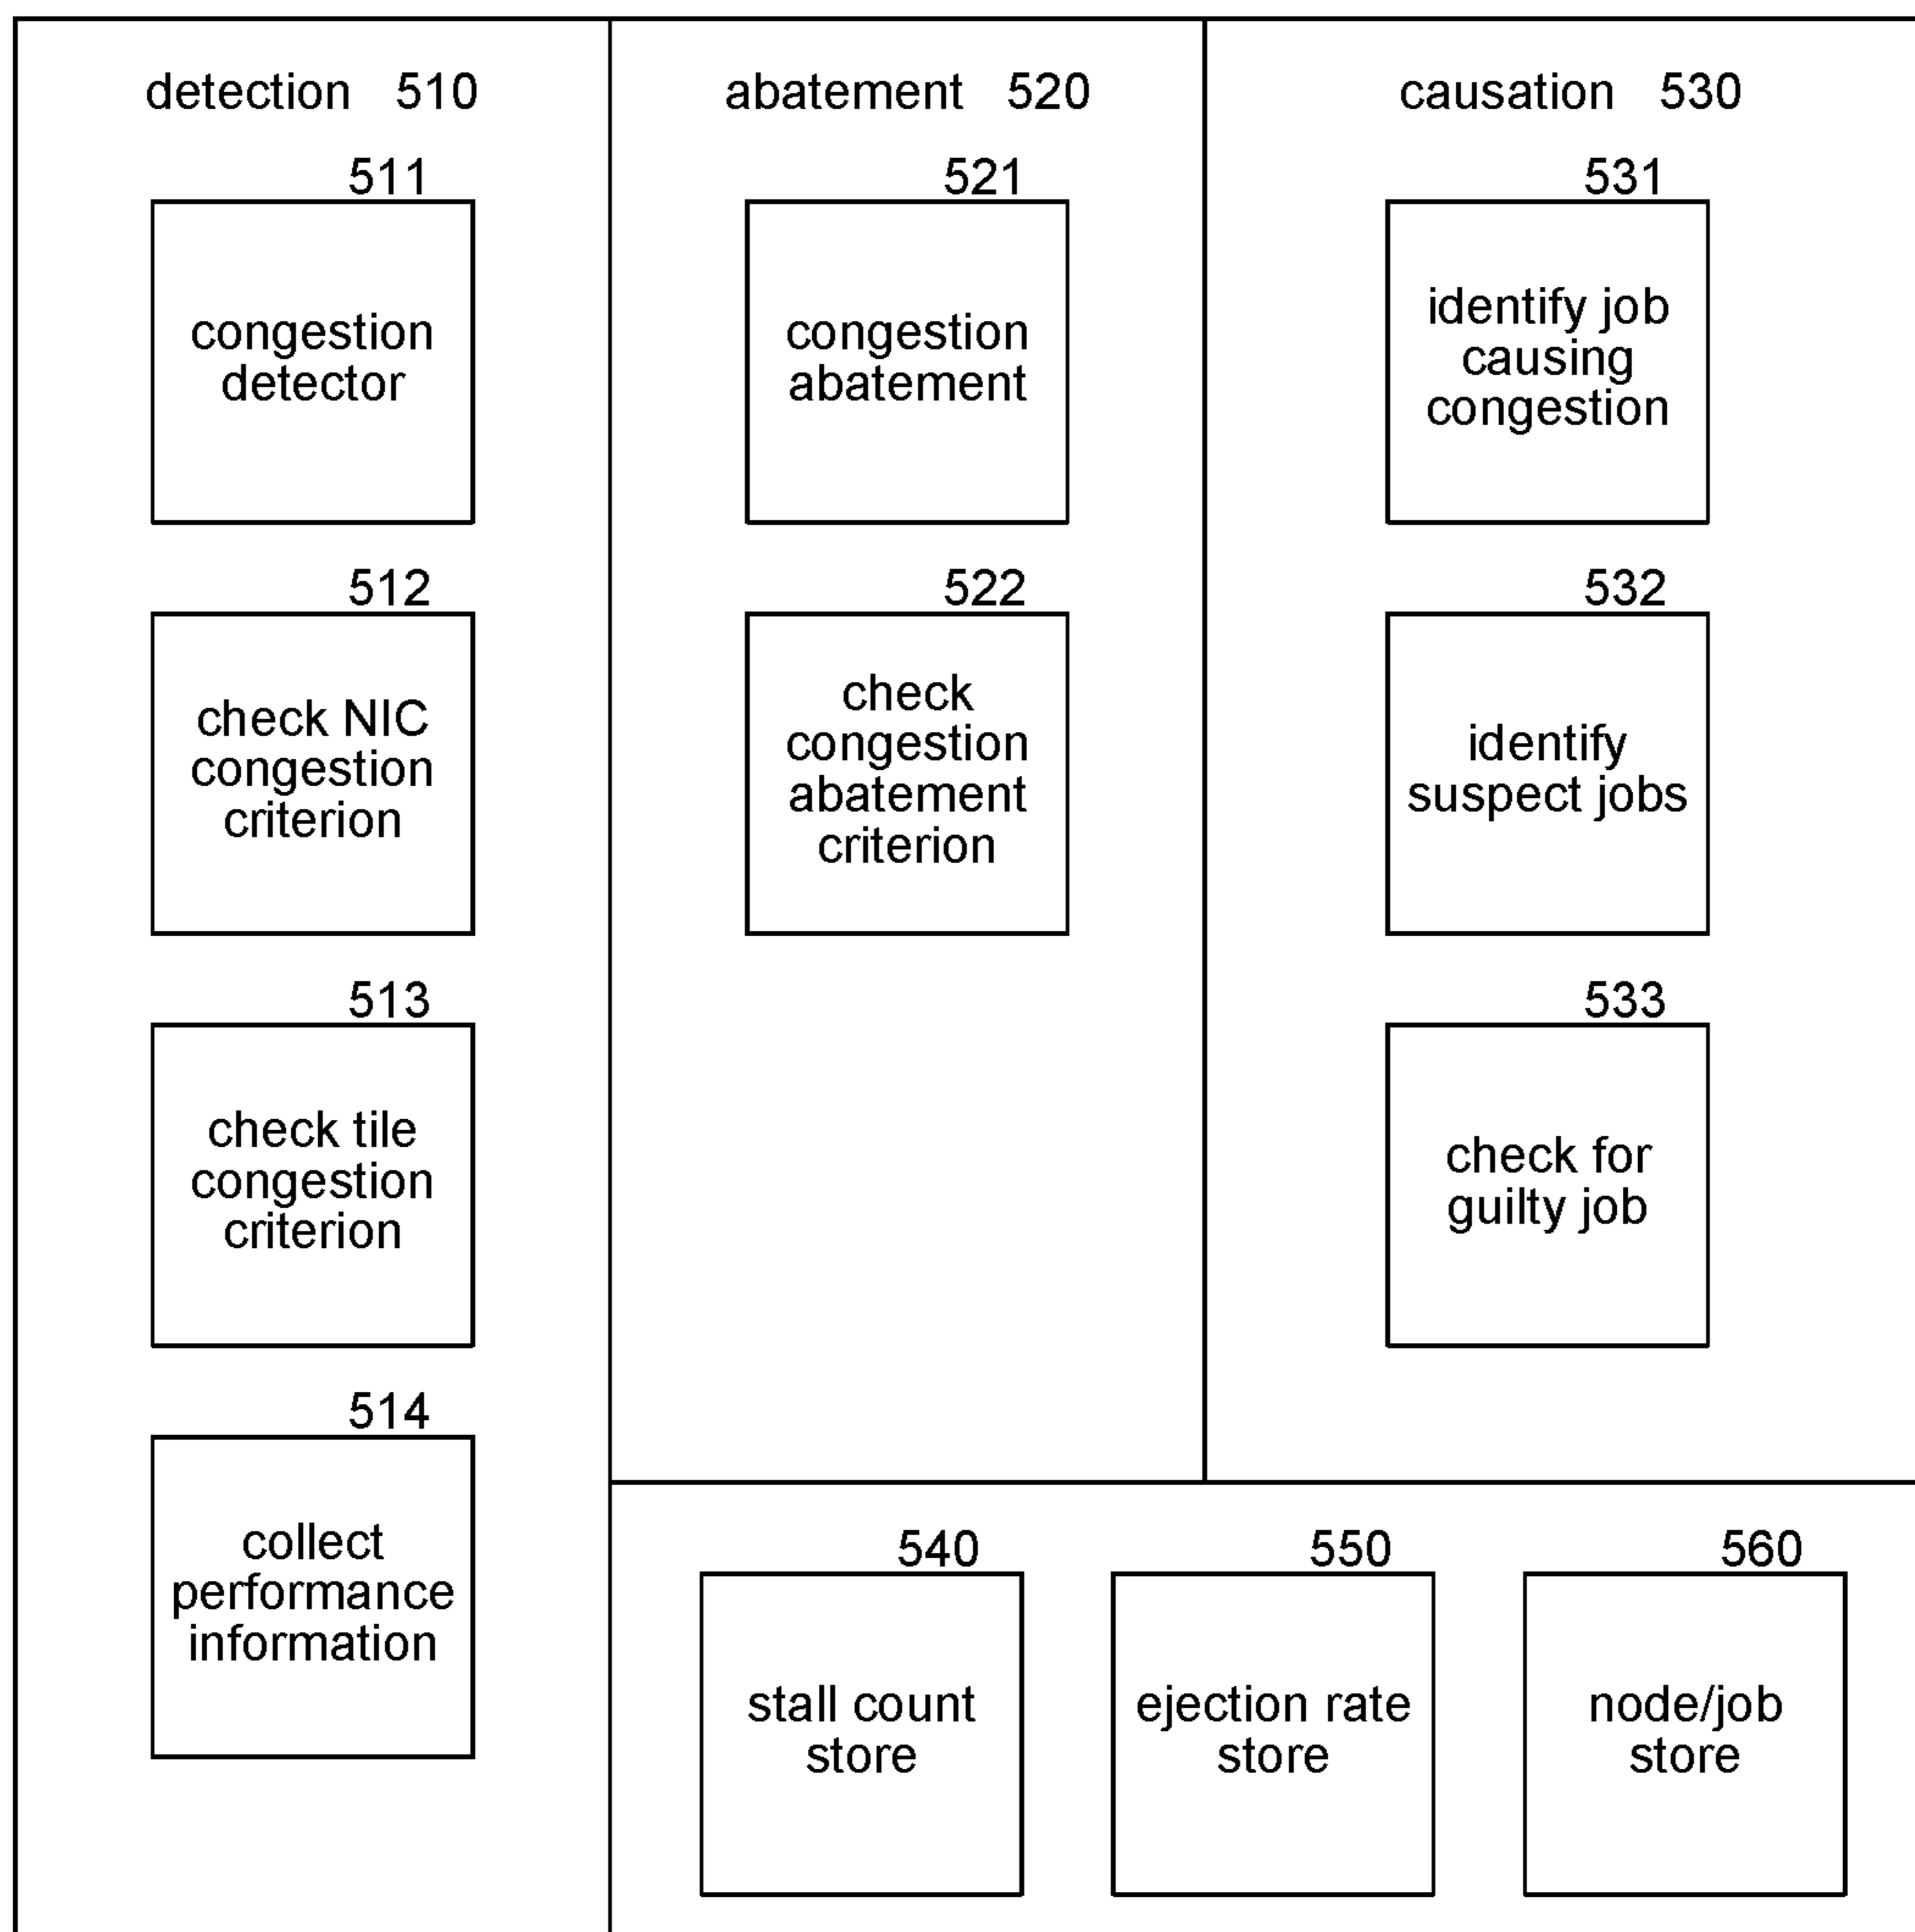 detection 510
511
congestion
detector
512
check NIC
congestion
criterion
513
check tile
congestion
criterion
514
collect
performance
information
abatement 520
521
congestion
abatement
522
check
congestion
abatement
criterion
causation 530
531
identify job
causing
congestion
532
identify
suspect jobs
533
check for
guilty job
540
stall count
store
550
ejection rate
store
560
node/job
store